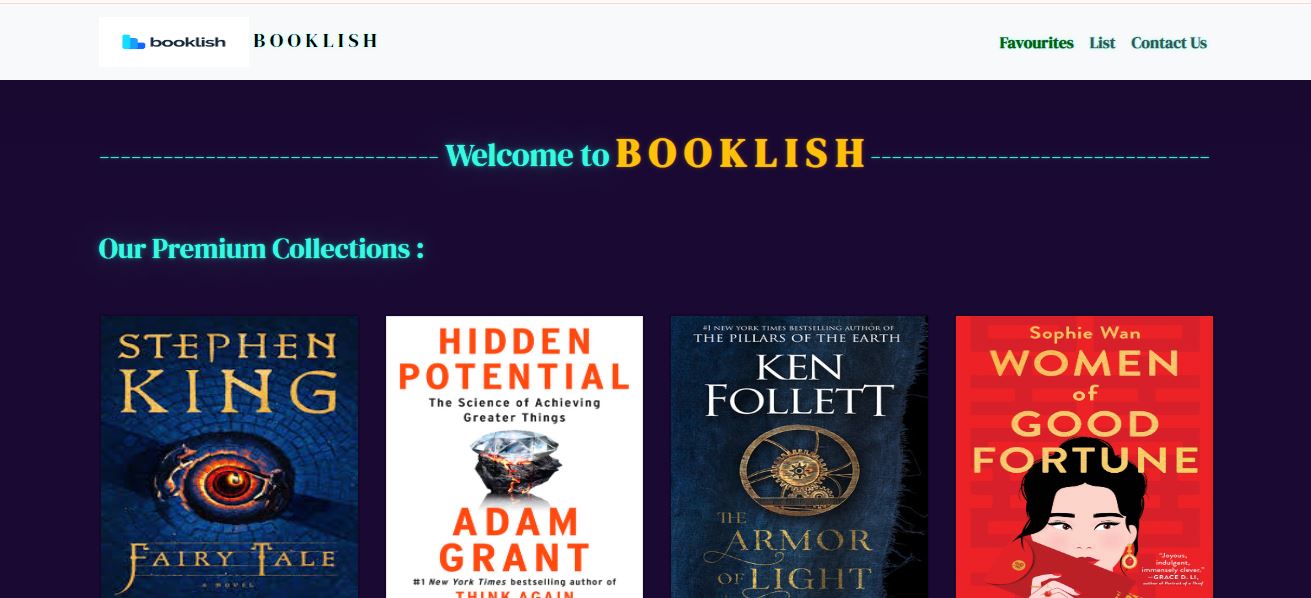 booklish BOOKLISH Favourites List Contact Us
-------------------------------- Welcome to BOOKLISH --------------------------------
Our Premium Collections :
STEPHEN
KING
FAIRY TALE
A NOVEL
HIDDEN
POTENTIAL
The Science of Achieving
Greater Things
ADAM
GRANT
#1 New York Times bestselling author of
THINK AGAIN
#1 NEW YORK TIMES BESTSELLING AUTHOR OF
THE PILLARS OF THE EARTH
KEN
FOLLETT
THE
ARMOR
OF LIGHT
Sophie Wan
WOMEN
of
GOOD
FORTUNE
"Joyous,
indulgent,
immensely clever."
—GRACE D. LI,
author of Portrait of a Thief